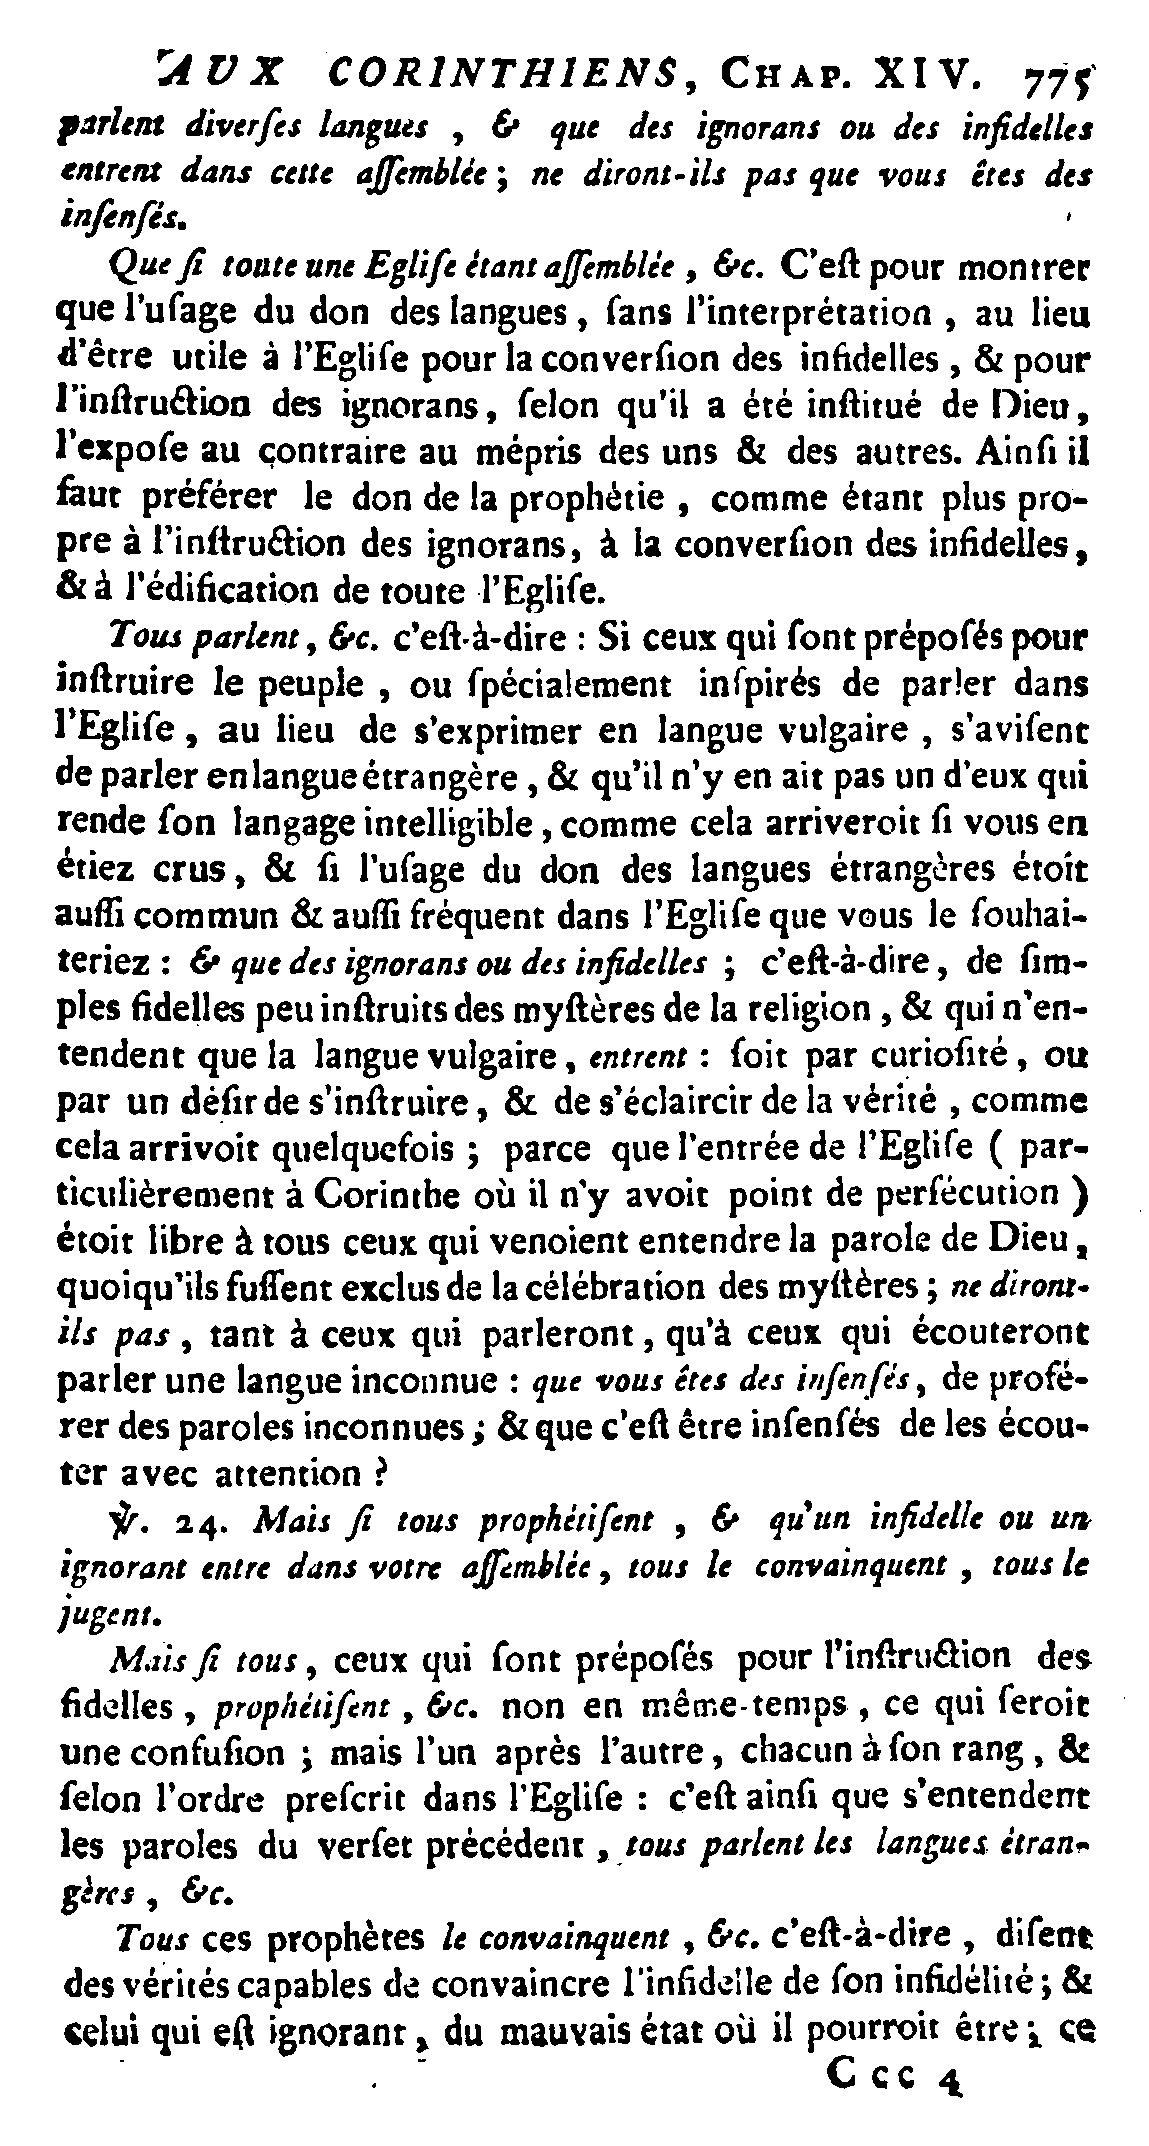 AUX CORINTHIENS, CHAP. XIV. 775
parlent diverſes langues , & que des ignorans ou des infidelles
entrent dans cette aſſemblée ; ne diront-ils pas que vous êtes des
inſenſés.
Que ſi toute une Egliſe étant aſſemblée , &c. C'eſt pour montrer
que l'uſage du don des langues , ſans l'interprétation , au lieu
d'être utile à l'Egliſe pour la converſion des infidelles , & pour
l'inſtruction des ignorans, ſelon qu'il a été inſtitué de Dieu,
l'expoſe au contraire au mépris des uns & des autres. Ainſi il
faut préférer le don de la prophétie , comme étant plus pro-
pre à l'inſtruction des ignorans, à la converſion des infidelles,
& à l'édification de toute l'Egliſe.
Tous parlent, &c. c'eſt-à-dire : Si ceux qui ſont prépoſés pour
inſtruire le peuple , ou ſpécialement inſpirés de parler dans
l'Egliſe , au lieu de s'exprimer en langue vulgaire , s'aviſent
de parler en langue étrangère , & qu'il n'y en ait pas un d'eux qui
rende ſon langage intelligible , comme cela arriveroit ſi vous en
étiez crus, & ſi l'uſage du don des langues étrangères étoit
auſſi commun & auſſi fréquent dans l'Egliſe que vous le ſouhai-
teriez : & que des ignorans ou des infidelles ; c'eſt-à-dire, de ſim-
ples fidelles peu inſtruits des myſtères de la religion , & qui n'en-
tendent que la langue vulgaire , entrent : ſoit par curioſité, ou
par un déſir de s'inſtruire, & de s'éclaircir de la vérité , comme
cela arrivoit quelquefois ; parce que l'entrée de l'Egliſe ( par-
ticulièrement à Corinthe où il n'y avoit point de perſécution )
étoit libre à tous ceux qui venoient entendre la parole de Dieu,
quoiqu'ils fuſſent exclus de la célébration des myſtères ; ne diront-
ils pas , tant à ceux qui parleront, qu'à ceux qui écouteront
parler une langue inconnue : que vous êtes des inſenſés, de profé-
rer des paroles inconnues ; & que c'eſt être inſenſés de les écou-
ter avec attention ?
℣. 24. Mais ſi tous prophétiſent , & qu'un infidelle ou un
ignorant entre dans votre aſſemblée , tous le convainquent , tous le
jugent.
Mais ſi tous, ceux qui ſont prépoſés pour l'inſtruction des
fidelles , prophétiſent , &c. non en même-temps , ce qui ſeroit
une confuſion ; mais l'un après l'autre, chacun à ſon rang , &
ſelon l'ordre preſcrit dans l'Egliſe : c'eſt ainſi que s'entendent
les paroles du verſet précédent , tous parlent les langues étran-
gères , &c.
Tous ces prophètes le convainquent , &c. c'eſt-à-dire , diſent
des vérités capables de convaincre l'infidelle de ſon infidélité ; &
celui qui eſt ignorant, du mauvais état où il pourroit être ; ce
C c c 4